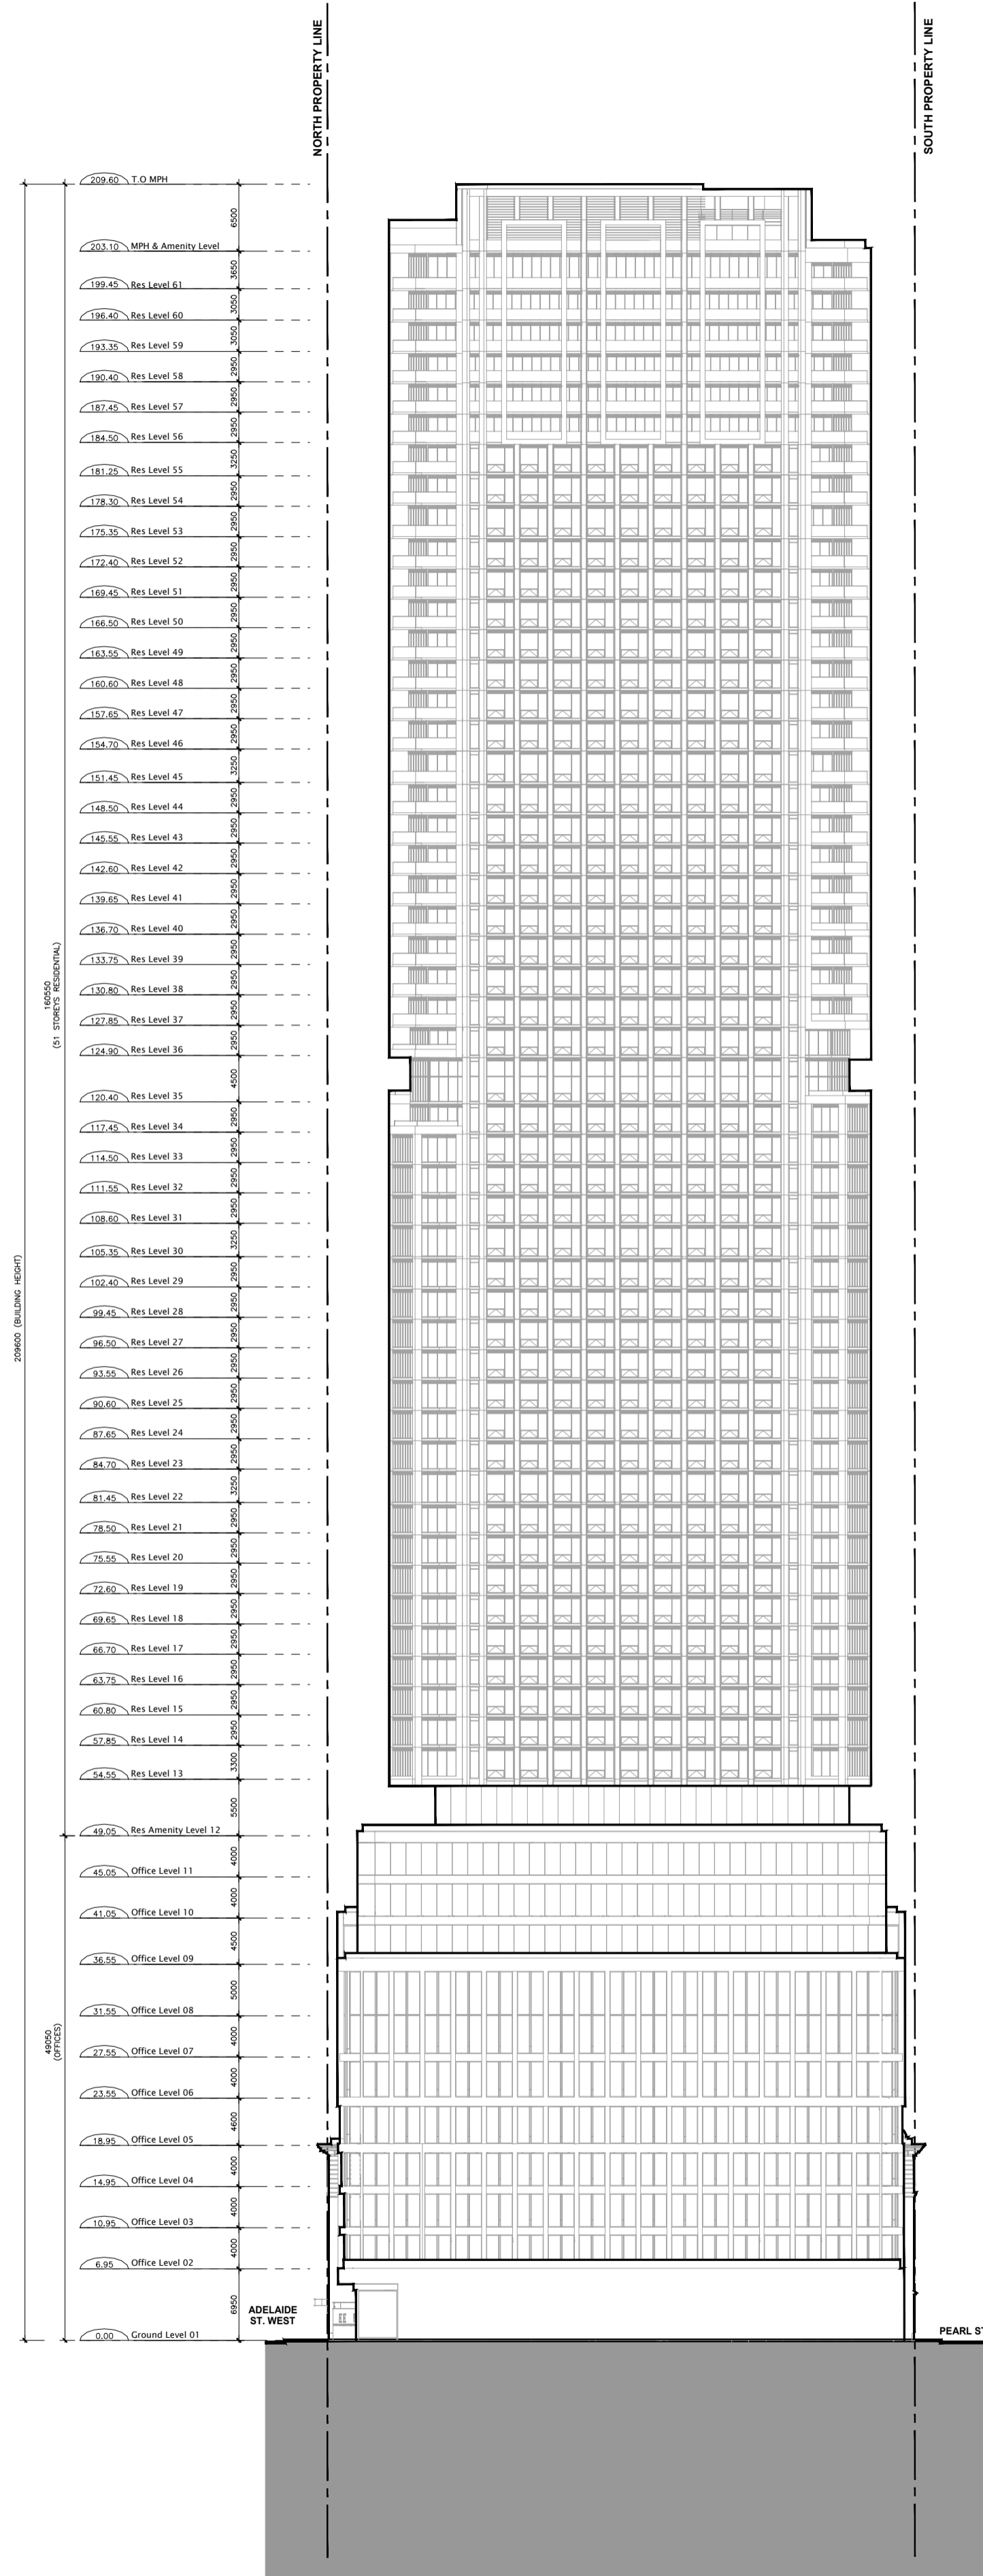 NORTH PROPERTY LINE
SOUTH PROPERTY LINE
209.60 T.O MPH
6500
203.10 MPH & Amenity Level
3650
199.45 Res Level 61
3050
196.40 Res Level 60
3050
193.35 Res Level 59
2950
190.40 Res Level 58
2950
187.45 Res Level 57
2950
184.50 Res Level 56
3250
181.25 Res Level 55
2950
178.30 Res Level 54
2950
175.35 Res Level 53
2950
172.40 Res Level 52
2950
169.45 Res Level 51
2950
166.50 Res Level 50
2950
163.55 Res Level 49
2950
160.60 Res Level 48
2950
157.65 Res Level 47
2950
154.70 Res Level 46
3250
151.45 Res Level 45
2950
148.50 Res Level 44
2950
145.55 Res Level 43
2950
142.60 Res Level 42
2950
139.65 Res Level 41
2950
136.70 Res Level 40
2950
133.75 Res Level 39
2950
130.80 Res Level 38
2950
127.85 Res Level 37
2950
124.90 Res Level 36
4500
120.40 Res Level 35
2950
117.45 Res Level 34
2950
114.50 Res Level 33
2950
111.55 Res Level 32
2950
108.60 Res Level 31
3250
105.35 Res Level 30
2950
102.40 Res Level 29
2950
99.45 Res Level 28
2950
96.50 Res Level 27
2950
93.55 Res Level 26
2950
90.60 Res Level 25
2950
87.65 Res Level 24
2950
84.70 Res Level 23
3250
81.45 Res Level 22
2950
78.50 Res Level 21
2950
75.55 Res Level 20
2950
72.60 Res Level 19
2950
69.65 Res Level 18
2950
66.70 Res Level 17
2950
63.75 Res Level 16
2950
60.80 Res Level 15
2950
57.85 Res Level 14
3300
54.55 Res Level 13
5500
49.05 Res Amenity Level 12
4000
45.05 Office Level 11
4000
41.05 Office Level 10
4500
36.55 Office Level 09
5000
31.55 Office Level 08
4000
27.55 Office Level 07
4000
23.55 Office Level 06
4600
18.95 Office Level 05
4000
14.95 Office Level 04
4000
10.95 Office Level 03
4000
6.95 Office Level 02
6950
0.00 Ground Level 01
160550
(51 STOREYS RESIDENTIAL)
209600 (BUILDING HEIGHT)
49050
(OFFICES)
ADELAIDE
ST. WEST
PEARL ST